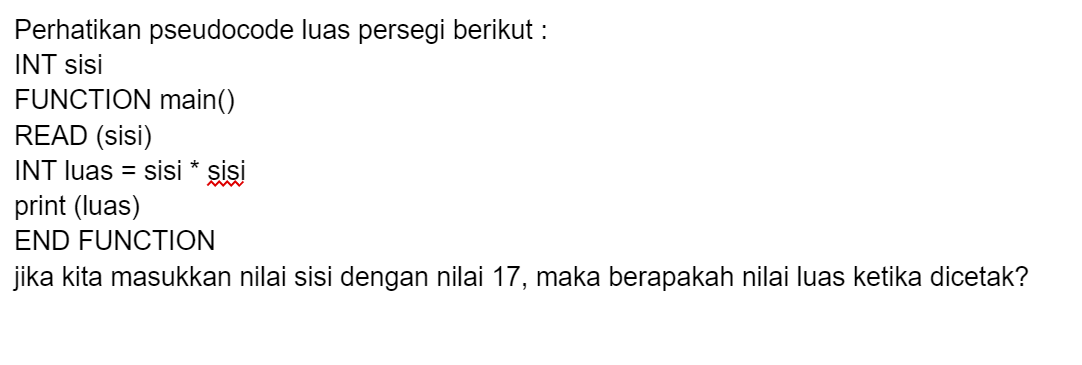 Perhatikan pseudocode luas persegi berikut :
INT sisi
FUNCTION main()
READ (sisi)
INT luas = sisi * sisi
print (luas)
END FUNCTION
jika kita masukkan nilai sisi dengan nilai 17, maka berapakah nilai luas ketika dicetak?